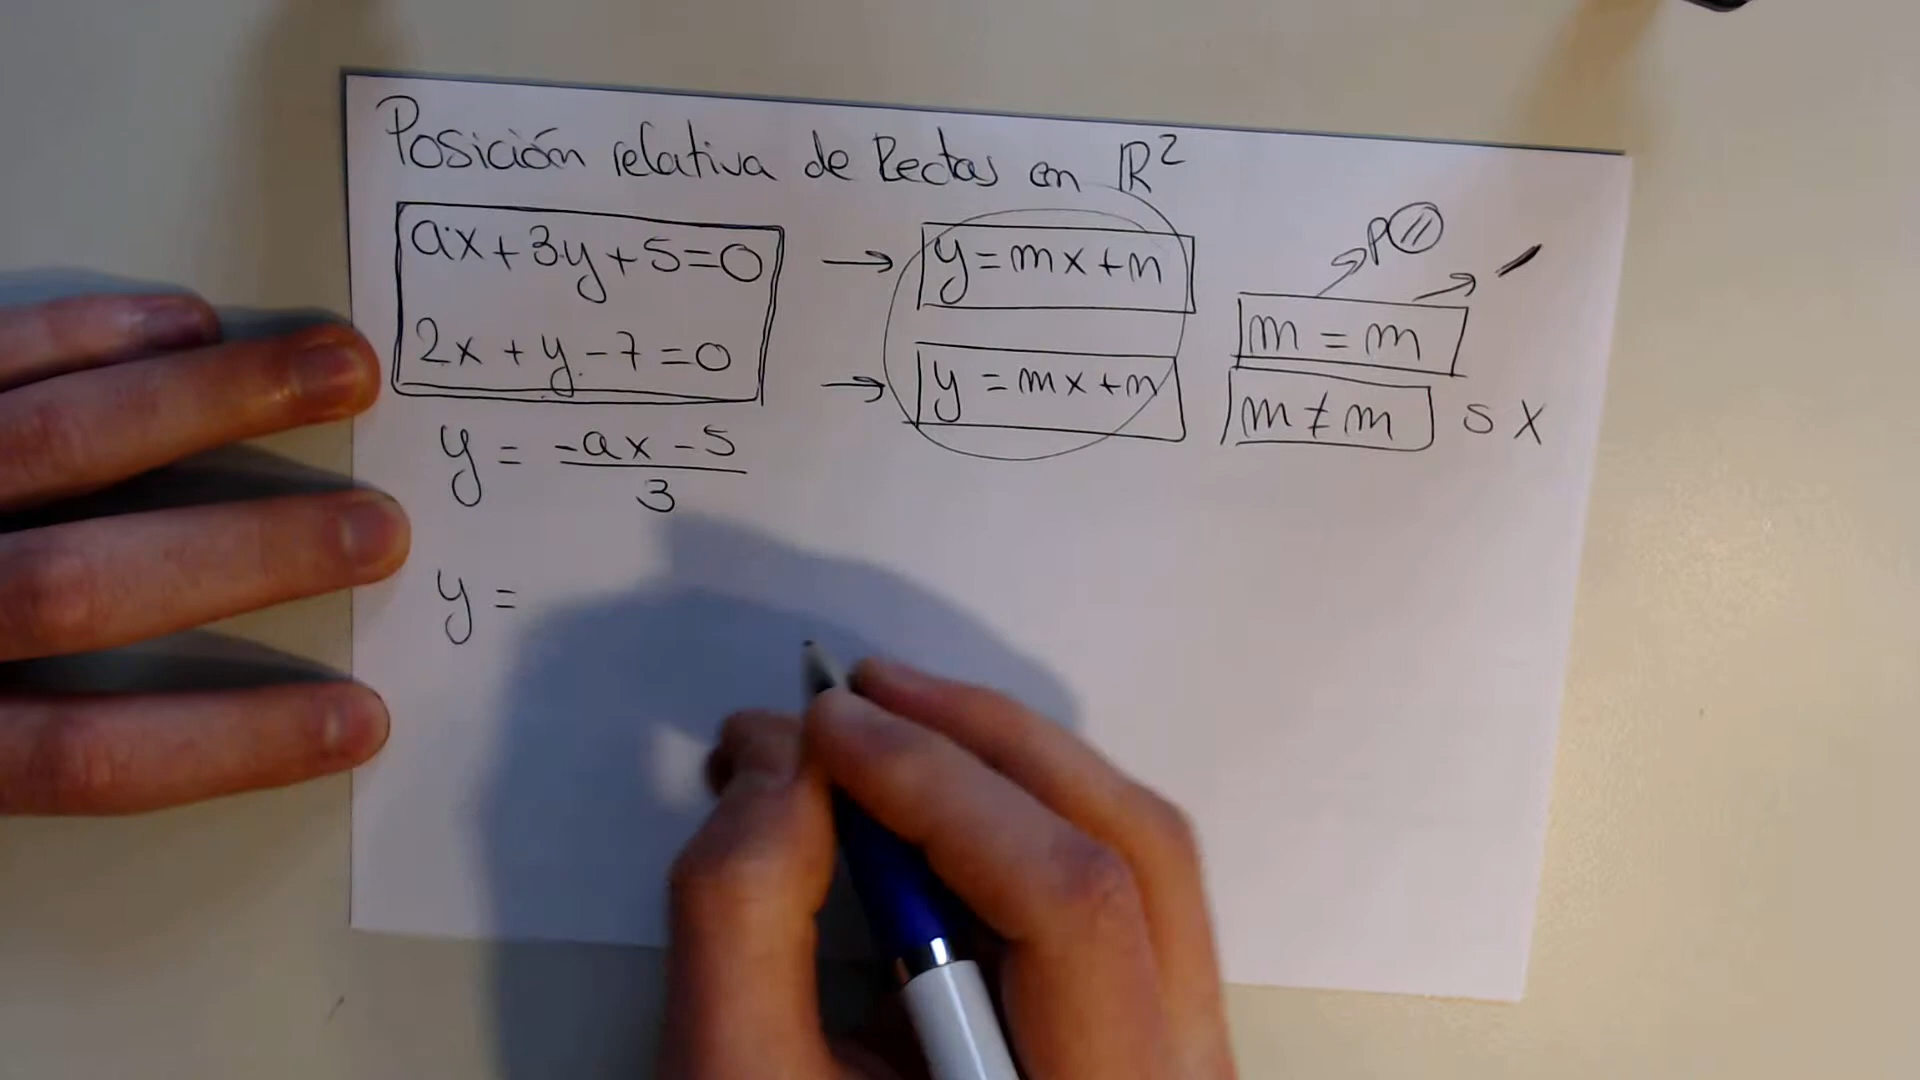 Posición relativa de Rectas en ℝ²
ax+3y+5=0 → y=mx+n
2x+y-7=0 → y=mx+n
P //
m = m
m ≠ m S X
y = -ax-5
3
y =